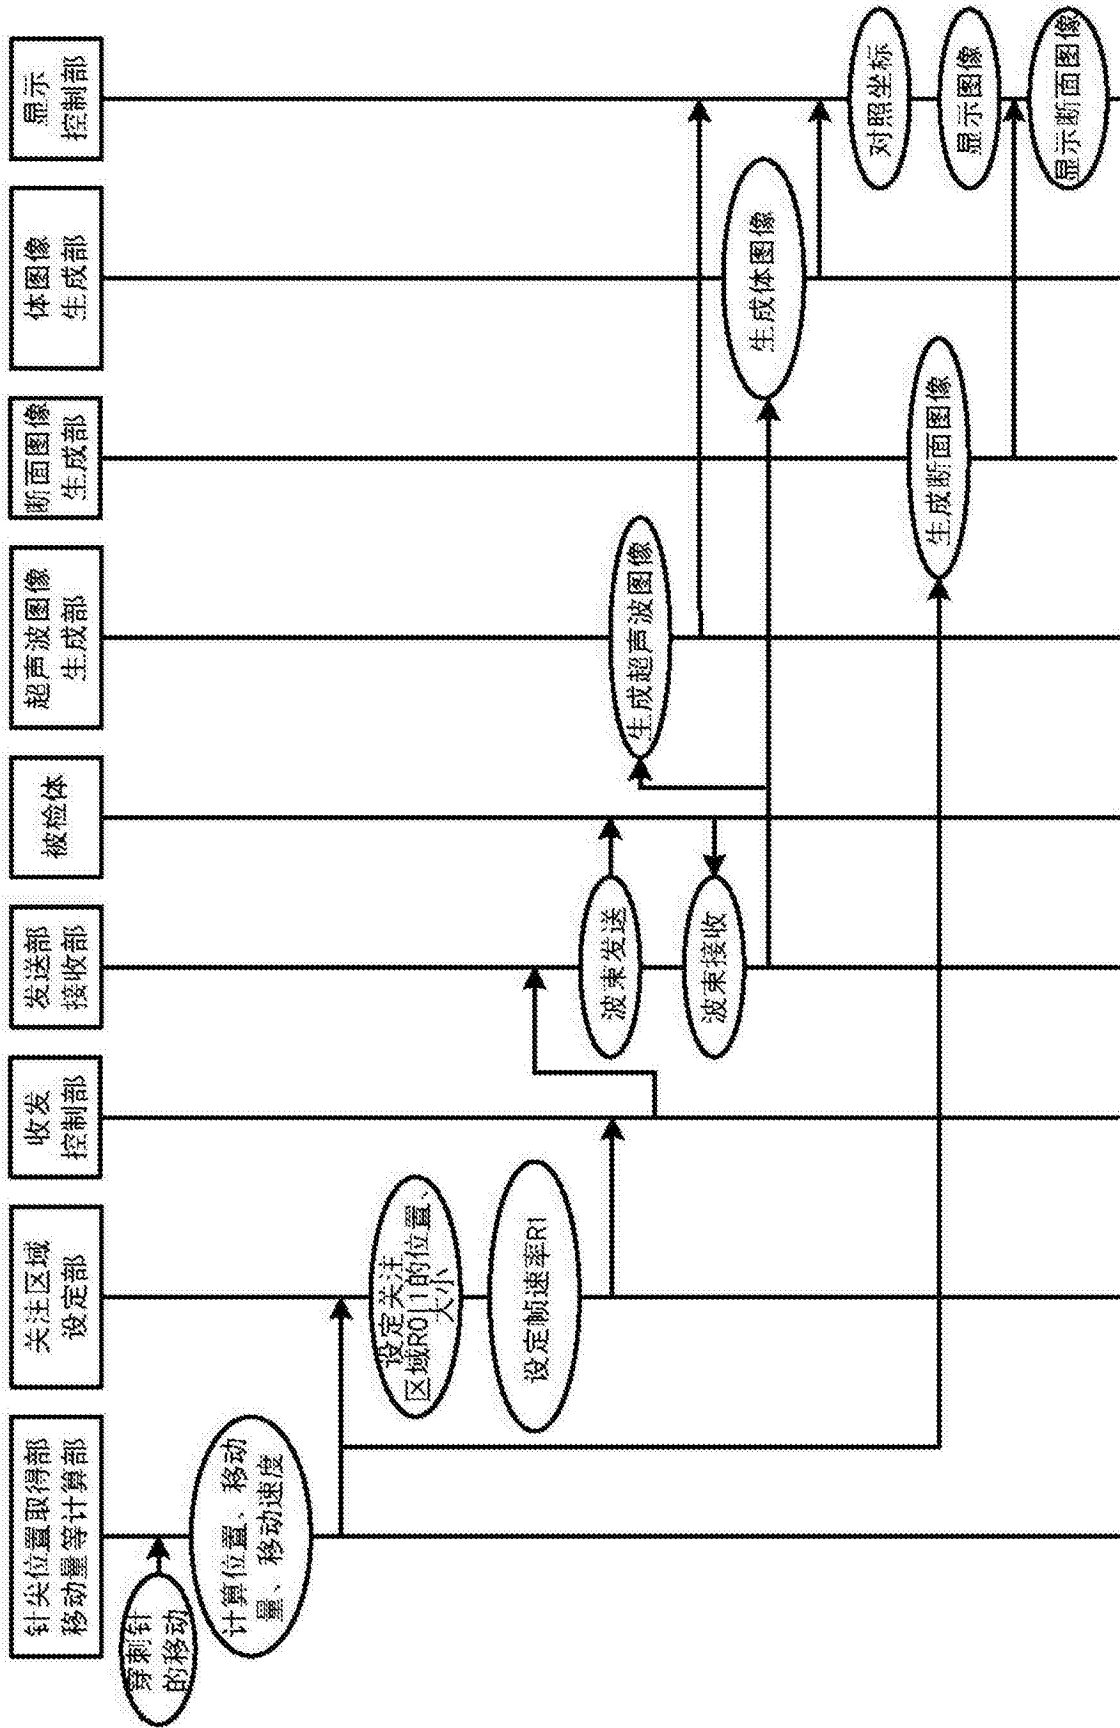 针尖位置取得部
移动量等计算部
关注区域
设定部
收发
控制部
发送部
接收部
被检体
超声波图像
生成部
断面图像
生成部
体图像
生成部
显示
控制部
穿刺针
的移动
计算位置、移动
量、移动速度
设定关注
区域ROI1的位置、
大小
设定帧速率R1
波束发送
波束接收
生成超声波图像
生成体图像
生成断面图像
对照坐标
显示图像
显示断面图像